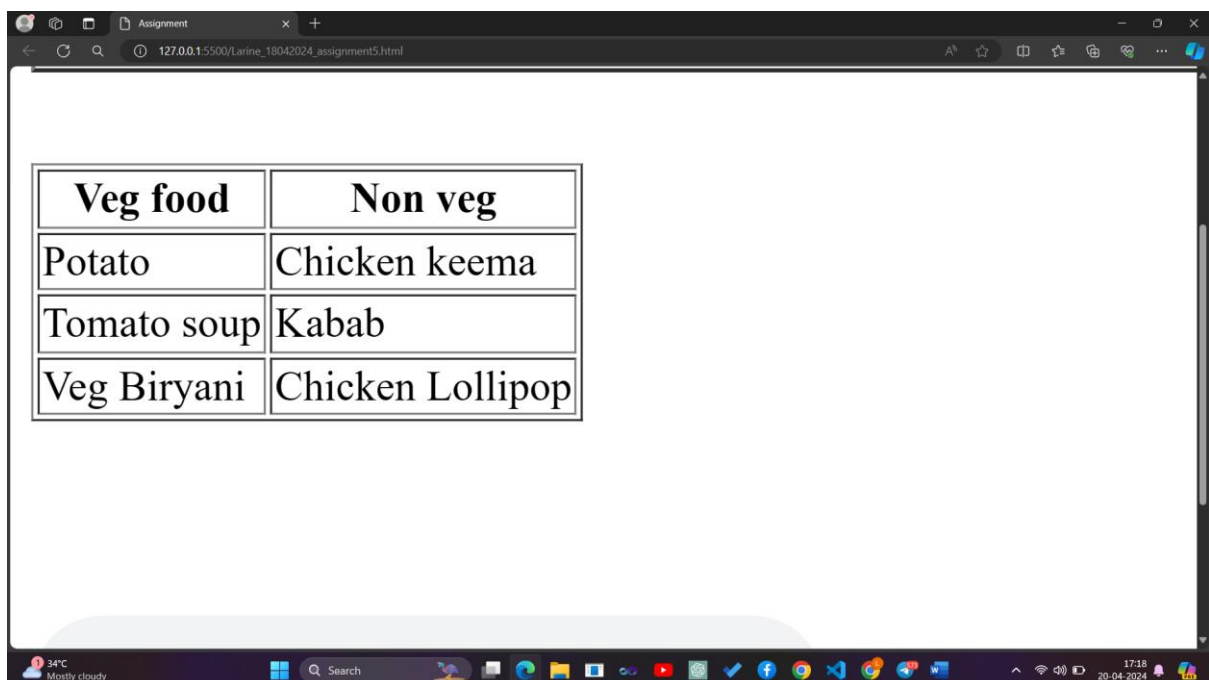 Assignment
127.0.0.1:5500/Larine_18042024_assignment5.html
Veg food Non veg
Potato Chicken keema
Tomato soup Kabab
Veg Biryani Chicken Lollipop
34°C
Mostly cloudy
Search
17:18
20-04-2024